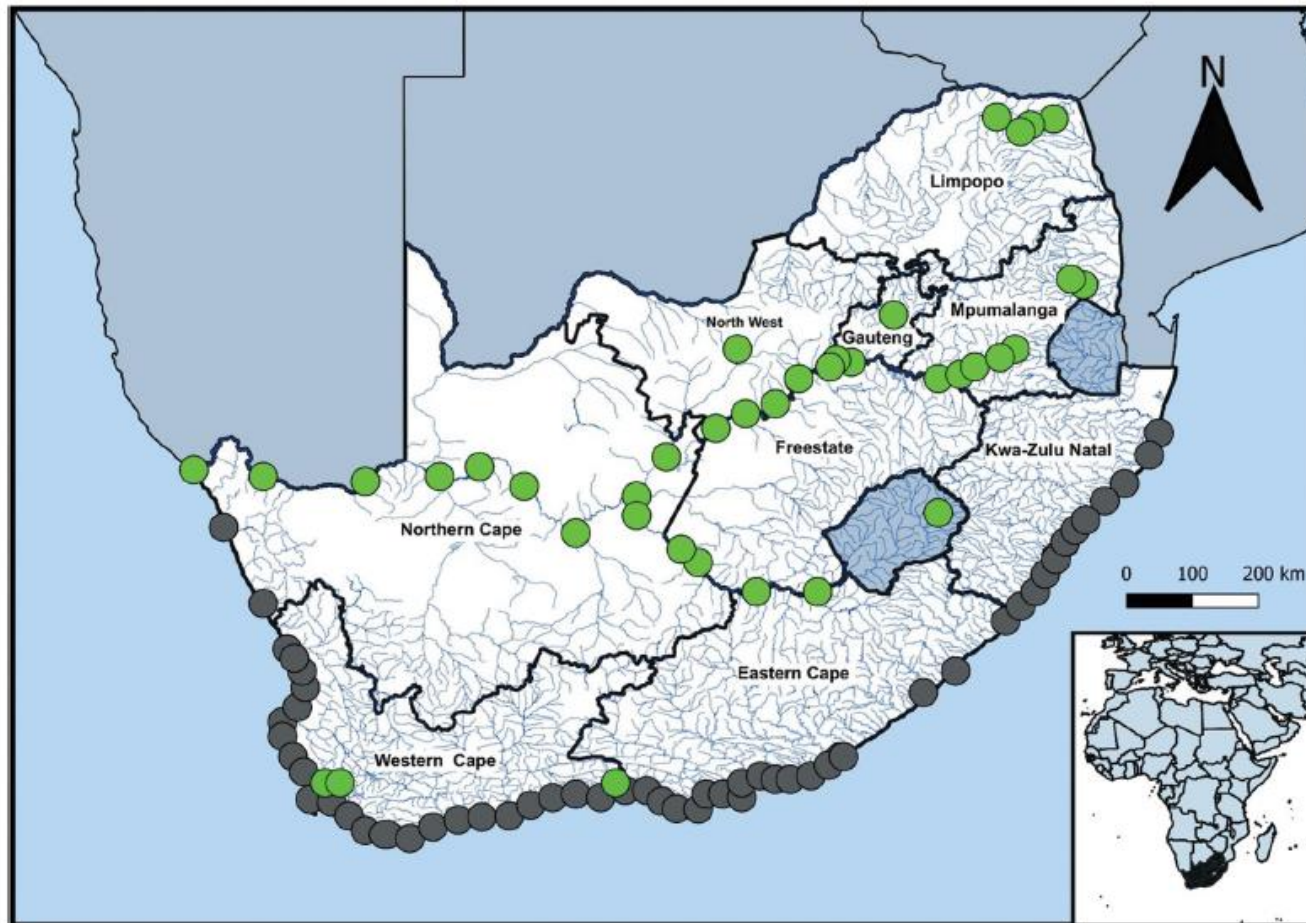 N
Limpopo
Mpumalanga
North West
Gauteng
Freestate
Kwa-Zulu Natal
Northern Cape
0 100 200 km
Eastern Cape
Western Cape